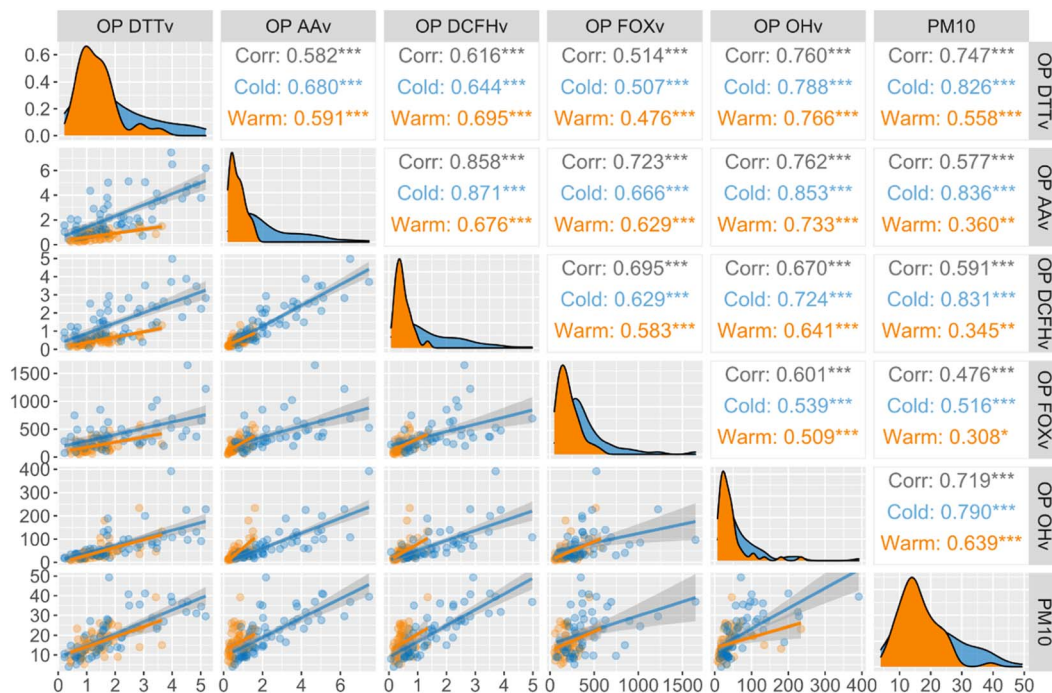 OP DTTv OP AAv OP DCFHv OP FOXv OP OHv PM10
0.6 Corr: 0.582*** Corr: 0.616*** Corr: 0.514*** Corr: 0.760*** Corr: 0.747***
0.4 Cold: 0.680*** Cold: 0.644*** Cold: 0.507*** Cold: 0.788*** Cold: 0.826*** OP DTTv
0.2 Warm: 0.591*** Warm: 0.695*** Warm: 0.476*** Warm: 0.766*** Warm: 0.558***
0.0
6 Corr: 0.858*** Corr: 0.723*** Corr: 0.762*** Corr: 0.577***
4 Cold: 0.871*** Cold: 0.666*** Cold: 0.853*** Cold: 0.836*** OP AAv
2 Warm: 0.676*** Warm: 0.629*** Warm: 0.733*** Warm: 0.360**
0
5 Corr: 0.695*** Corr: 0.670*** Corr: 0.591***
4
3 Cold: 0.629*** Cold: 0.724*** Cold: 0.831*** OP DCFHv
2
1 Warm: 0.583*** Warm: 0.641*** Warm: 0.345**
0
1500 Corr: 0.601*** Corr: 0.476***
1000 Cold: 0.539*** Cold: 0.516*** OP FOXv
500 Warm: 0.509*** Warm: 0.308*
0
400 Corr: 0.719***
300
200 Cold: 0.790*** OP OHv
100 Warm: 0.639***
0
50
40
30 PM10
20
10
0 1 2 3 4 5 0 2 4 6 0 1 2 3 4 5 0 500 1000 1500 0 100 200 300 400 10 20 30 40 50